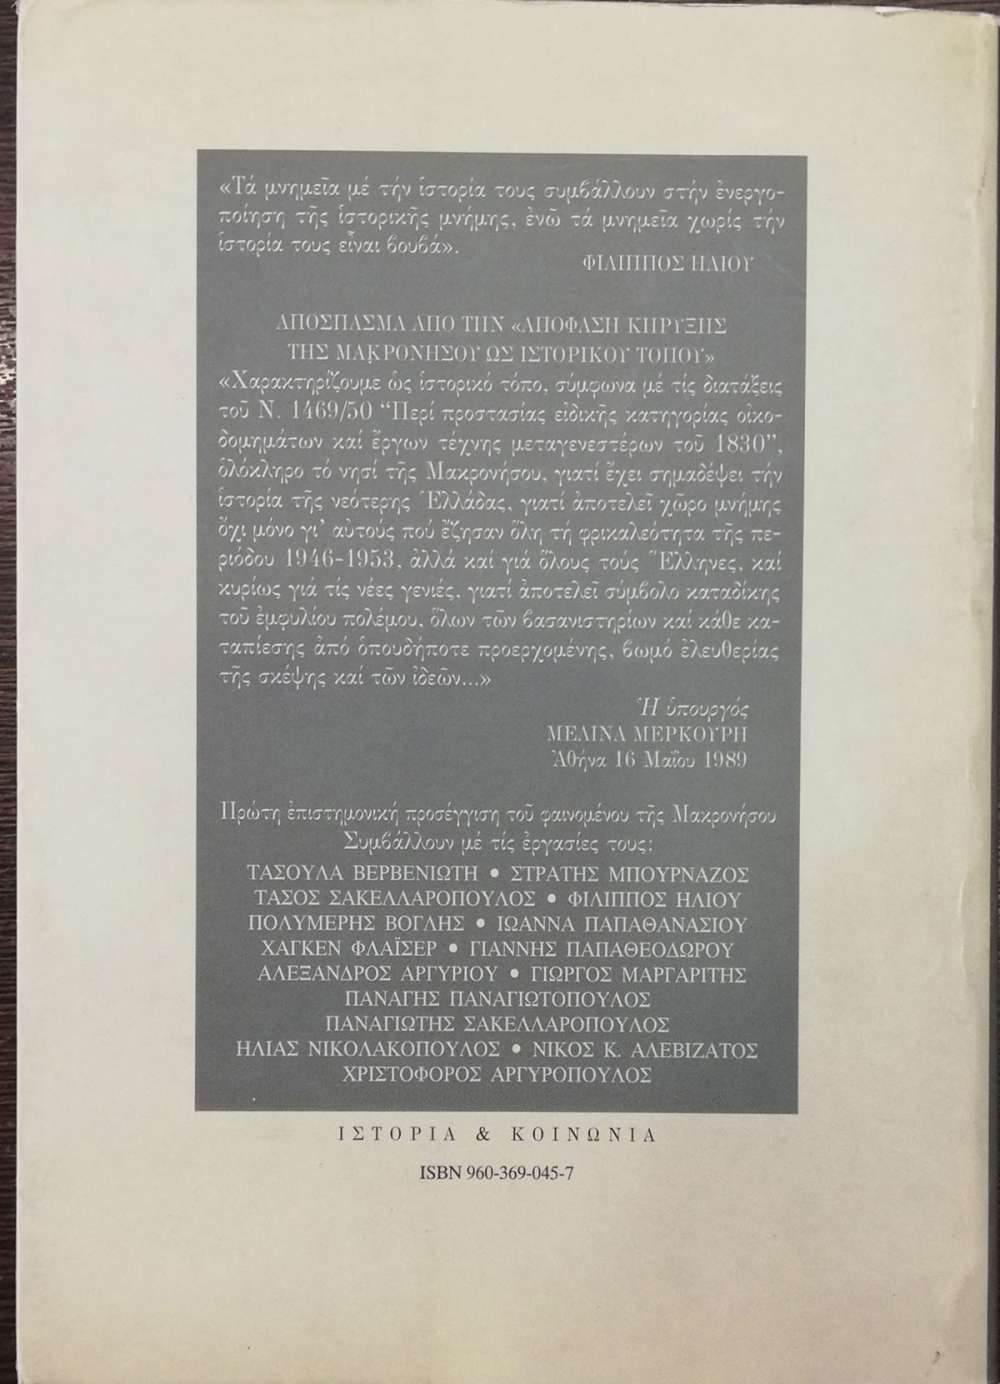 «Τά μνημεῖα μέ τήν ἱστορία τους συμβάλλουν στήν ἐνεργο-
ποίηση τῆς ἱστορικῆς μνήμης, ἐνῶ τά μνημεῖα χωρίς τήν
ἱστορία τους εἶναι βουβά».
ΦΙΛΙΠΠΟΣ ΗΛΙΟΥ
ΑΠΟΣΠΑΣΜΑ ΑΠΟ ΤΗΝ «ΑΠΟΦΑΣΗ ΚΗΡΥΞΗΣ
ΤΗΣ ΜΑΚΡΟΝΗΣΟΥ ΩΣ ΙΣΤΟΡΙΚΟΥ ΤΟΠΟΥ»
«Χαρακτηρίζουμε ὡς ἱστορικό τόπο, σύμφωνα μέ τίς διατάξεις
τοῦ Ν. 1469/50 “Περί προστασίας εἰδικῆς κατηγορίας οἰκο-
δομημάτων καί ἔργων τέχνης μεταγενεστέρων τοῦ 1830”,
ὁλόκληρο τό νησί τῆς Μακρονήσου, γιατί ἔχει σημαδέψει τήν
ἱστορία τῆς νεότερης Ἑλλάδας, γιατί ἀποτελεῖ χῶρο μνήμης
ὄχι μόνο γι’ αὐτούς πού ἔζησαν ὅλη τή φρικαλεότητα τῆς πε-
ριόδου 1946-1953, ἀλλά καί γιά ὅλους τούς Ἕλληνες, καί
κυρίως γιά τίς νέες γενιές, γιατί ἀποτελεῖ σύμβολο καταδίκης
τοῦ ἐμφυλίου πολέμου, ὅλων τῶν βασανιστηρίων καί κάθε κα-
ταπίεσης ἀπό ὁπουδήποτε προερχομένης, βωμό ἐλευθερίας
τῆς σκέψης καί τῶν ἰδεῶν...»
Ἡ ὑπουργός
ΜΕΛΙΝΑ ΜΕΡΚΟΥΡΗ
Ἀθήνα 16 Μαΐου 1989
Πρώτη ἐπιστημονική προσέγγιση τοῦ φαινομένου τῆς Μακρονήσου
Συμβάλλουν μέ τίς ἐργασίες τους:
ΤΑΣΟΥΛΑ ΒΕΡΒΕΝΙΩΤΗ • ΣΤΡΑΤΗΣ ΜΠΟΥΡΝΑΖΟΣ
ΤΑΣΟΣ ΣΑΚΕΛΛΑΡΟΠΟΥΛΟΣ • ΦΙΛΙΠΠΟΣ ΗΛΙΟΥ
ΠΟΛΥΜΕΡΗΣ ΒΟΓΛΗΣ • ΙΩΑΝΝΑ ΠΑΠΑΘΑΝΑΣΙΟΥ
ΧΑΓΚΕΝ ΦΛΑΪΣΕΡ • ΓΙΑΝΝΗΣ ΠΑΠΑΘΕΟΔΩΡΟΥ
ΑΛΕΞΑΝΔΡΟΣ ΑΡΓΥΡΙΟΥ • ΓΙΩΡΓΟΣ ΜΑΡΓΑΡΙΤΗΣ
ΠΑΝΑΓΗΣ ΠΑΝΑΓΙΩΤΟΠΟΥΛΟΣ
ΠΑΝΑΓΙΩΤΗΣ ΣΑΚΕΛΛΑΡΟΠΟΥΛΟΣ
ΗΛΙΑΣ ΝΙΚΟΛΑΚΟΠΟΥΛΟΣ • ΝΙΚΟΣ Κ. ΑΛΕΒΙΖΑΤΟΣ
ΧΡΙΣΤΟΦΟΡΟΣ ΑΡΓΥΡΟΠΟΥΛΟΣ
ΙΣΤΟΡΙΑ & ΚΟΙΝΩΝΙΑ
ISBN 960-369-045-7